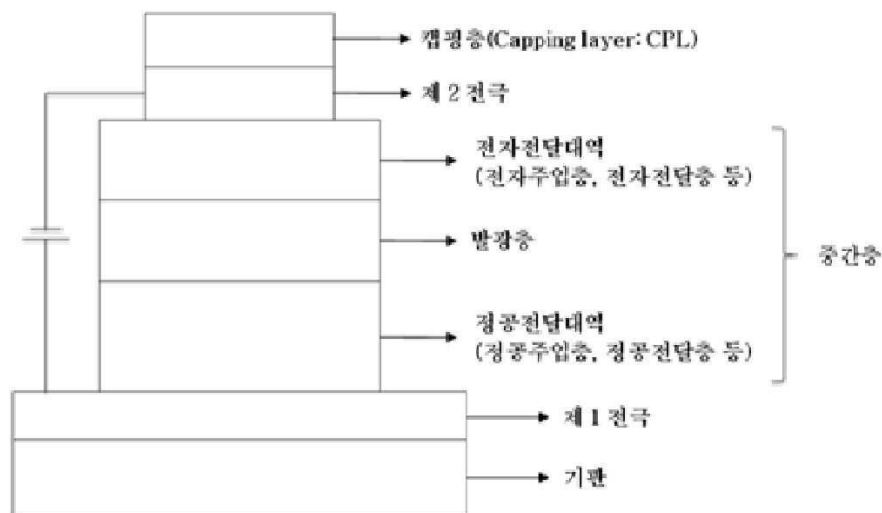 캡핑층(Capping layer: CPL)
제 2 전극
전자전달대역
(전자주입층, 전자전달층 등)
발광층
중간층
정공전달대역
(정공주입층, 정공전달층 등)
제 1 전극
기판